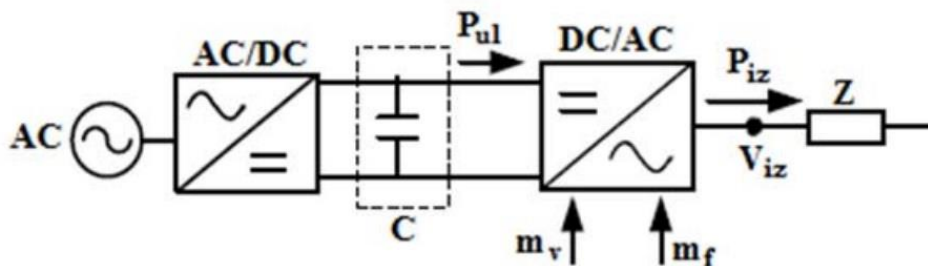 AC/DC
P_ul
DC/AC
P_iz
Z
AC
V_iz
C
m_v
m_f